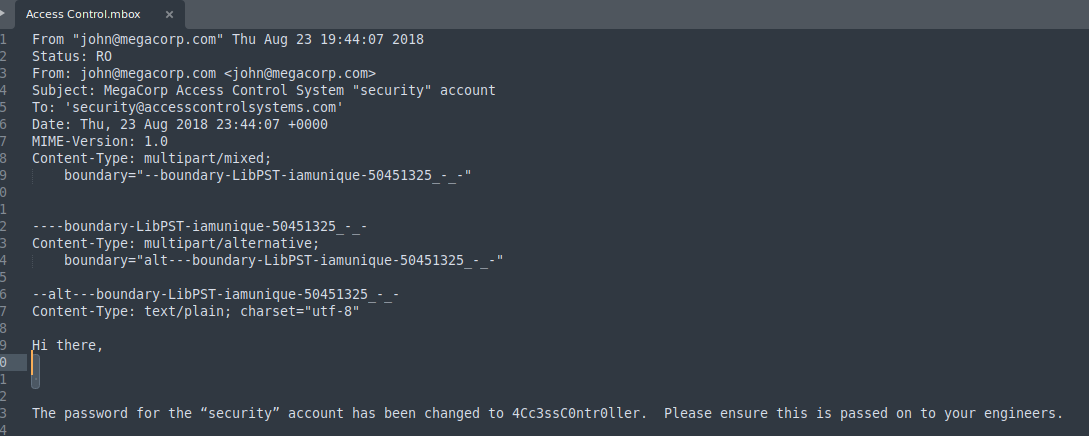 Access Control.mbox ×
1 From "john@megacorp.com" Thu Aug 23 19:44:07 2018
2 Status: RO
3 From: john@megacorp.com <john@megacorp.com>
4 Subject: MegaCorp Access Control System "security" account
5 To: 'security@accesscontrolsystems.com'
6 Date: Thu, 23 Aug 2018 23:44:07 +0000
7 MIME-Version: 1.0
8 Content-Type: multipart/mixed;
9     boundary="--boundary-LibPST-iamunique-50451325_-_-"
0
1
2 ----boundary-LibPST-iamunique-50451325_-_-
3 Content-Type: multipart/alternative;
4     boundary="alt---boundary-LibPST-iamunique-50451325_-_-"
5
6 --alt---boundary-LibPST-iamunique-50451325_-_-
7 Content-Type: text/plain; charset="utf-8"
8
9 Hi there,
0
1
2
3 The password for the “security” account has been changed to 4Cc3ssC0ntr0ller.  Please ensure this is passed on to your engineers.
4